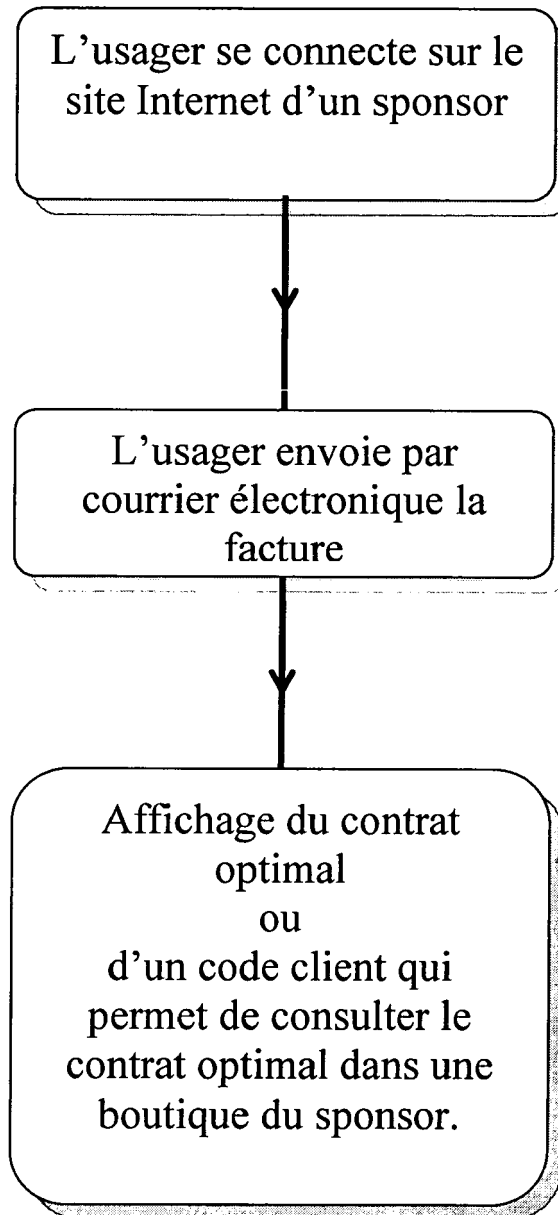 L'usager se connecte sur le
site Internet d'un sponsor
L'usager envoie par
courrier électronique la
facture
Affichage du contrat
optimal
ou
d'un code client qui
permet de consulter le
contrat optimal dans une
boutique du sponsor.